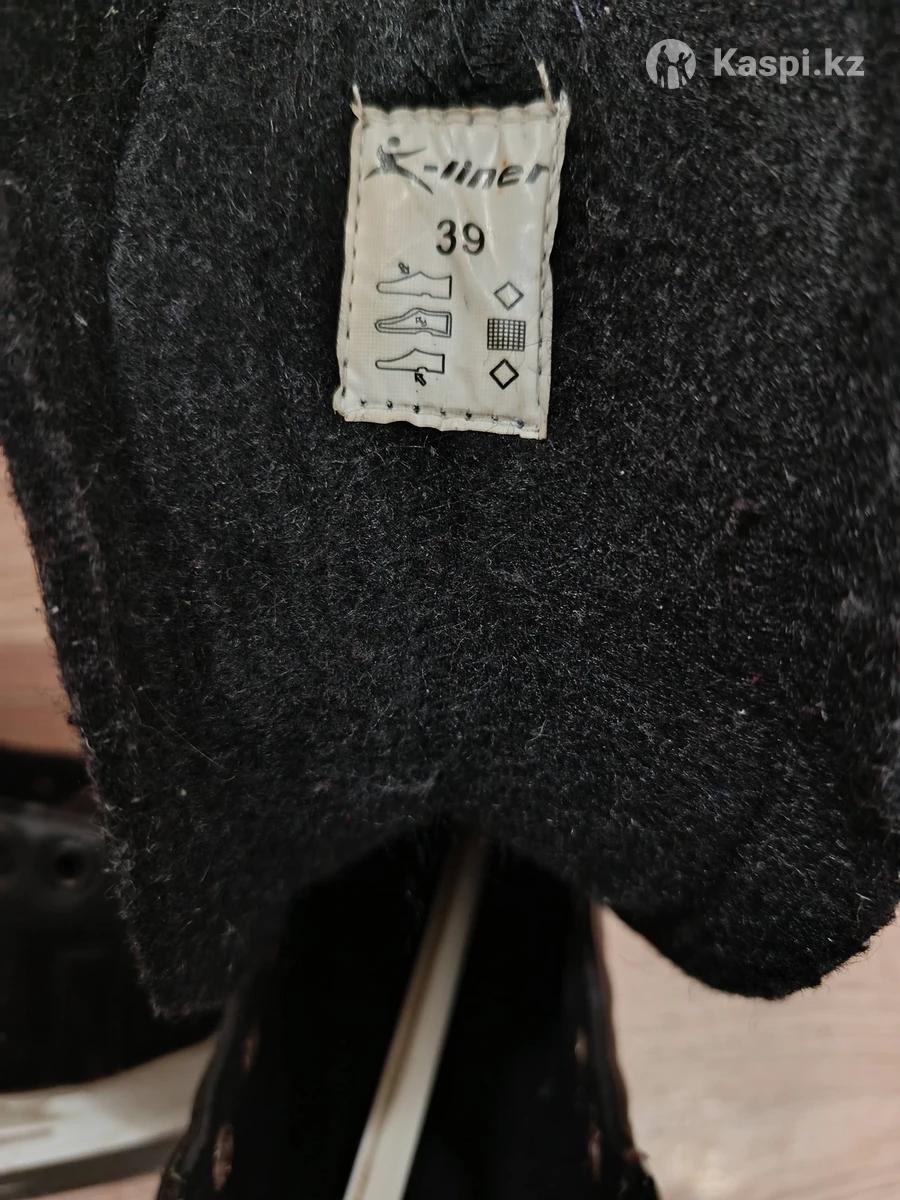 Kaspi.kz
X-liner
39